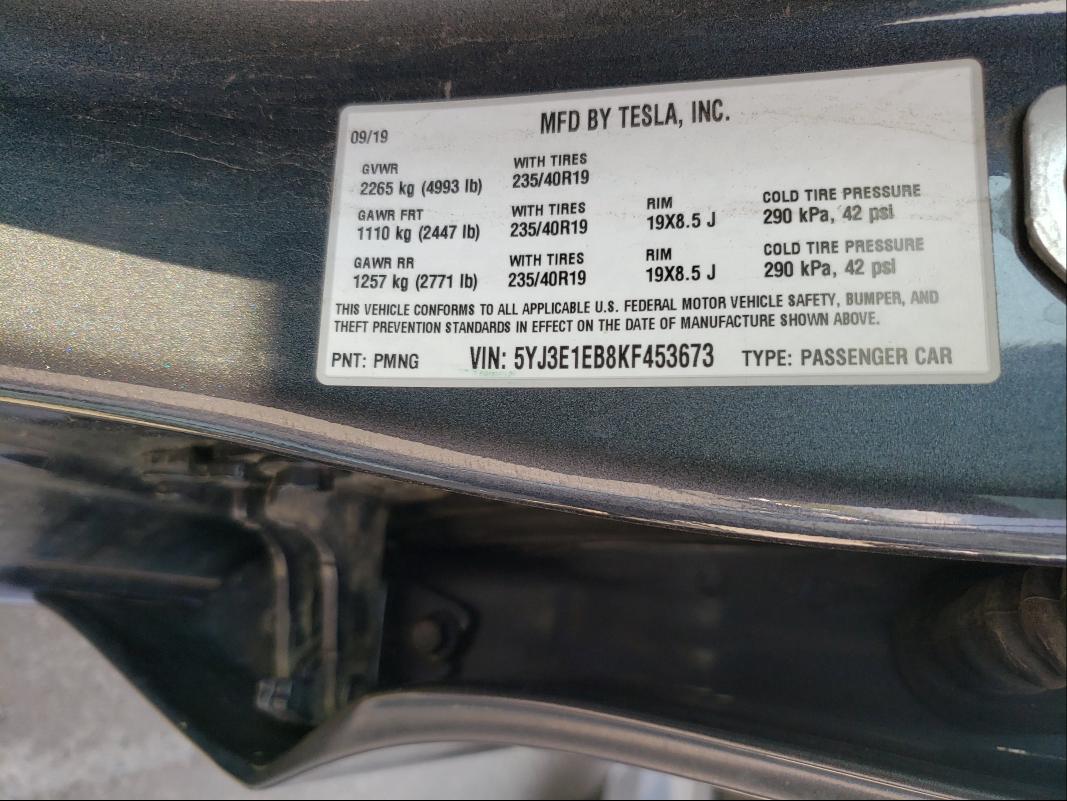 MFD BY TESLA, INC.
09/19
GVWR WITH TIRES
2265 kg (4993 lb) 235/40R19
GAWR FRT WITH TIRES RIM COLD TIRE PRESSURE
1110 kg (2447 lb) 235/40R19 19X8.5 J 290 kPa, 42 psi
GAWR RR WITH TIRES RIM COLD TIRE PRESSURE
1257 kg (2771 lb) 235/40R19 19X8.5 J 290 kPa, 42 psi
THIS VEHICLE CONFORMS TO ALL APPLICABLE U.S. FEDERAL MOTOR VEHICLE SAFETY, BUMPER, AND
THEFT PREVENTION STANDARDS IN EFFECT ON THE DATE OF MANUFACTURE SHOWN ABOVE.
PNT: PMNG VIN: 5YJ3E1EB8KF453673 TYPE: PASSENGER CAR